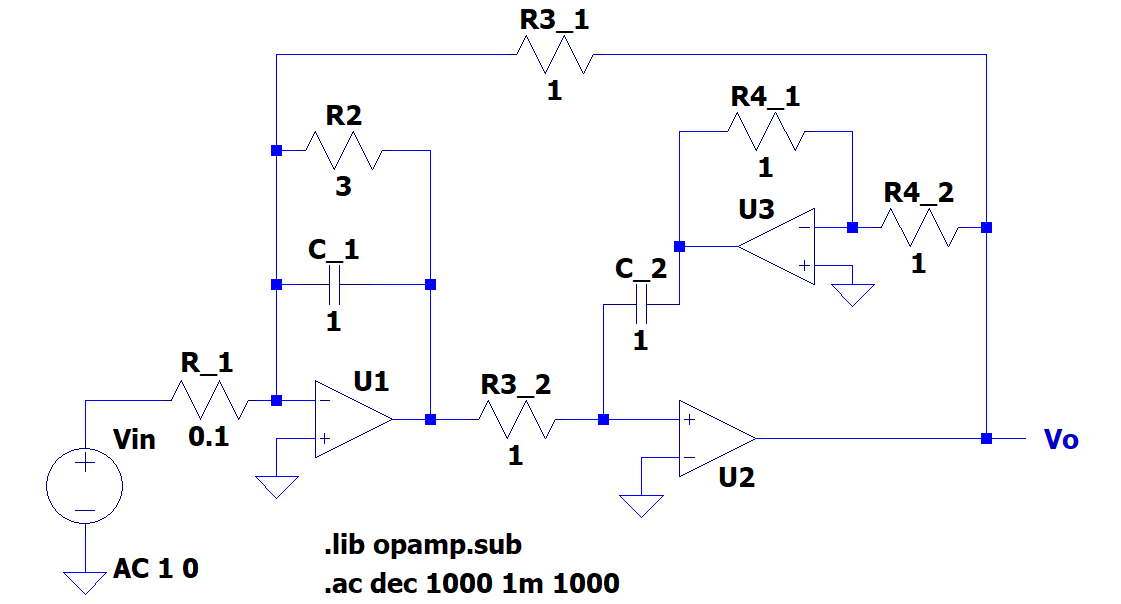 R3_1
1
R4_1
1
R2
3
R4_2
1
U3
C_1
1
C_2
1
R_1
0.1
U1
R3_2
1
Vin
Vo
U2
AC 1 0
.lib opamp.sub
.ac dec 1000 1m 1000